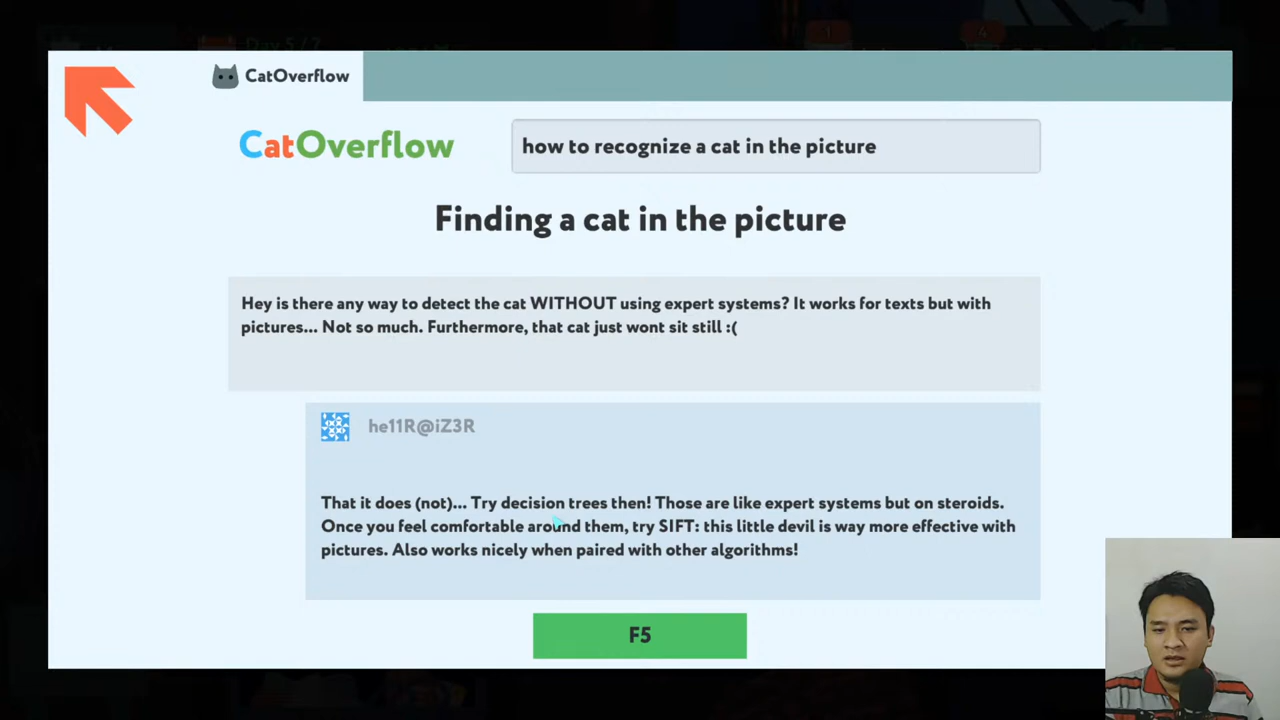 CatOverflow
CatOverflow
how to recognize a cat in the picture
Finding a cat in the picture
Hey is there any way to detect the cat WITHOUT using expert systems? It works for texts but with
pictures... Not so much. Furthermore, that cat just wont sit still :(
he11R@iZ3R
That it does (not)... Try decision trees then! Those are like expert systems but on steroids.
Once you feel comfortable around them, try SIFT: this little devil is way more effective with
pictures. Also works nicely when paired with other algorithms!
F5